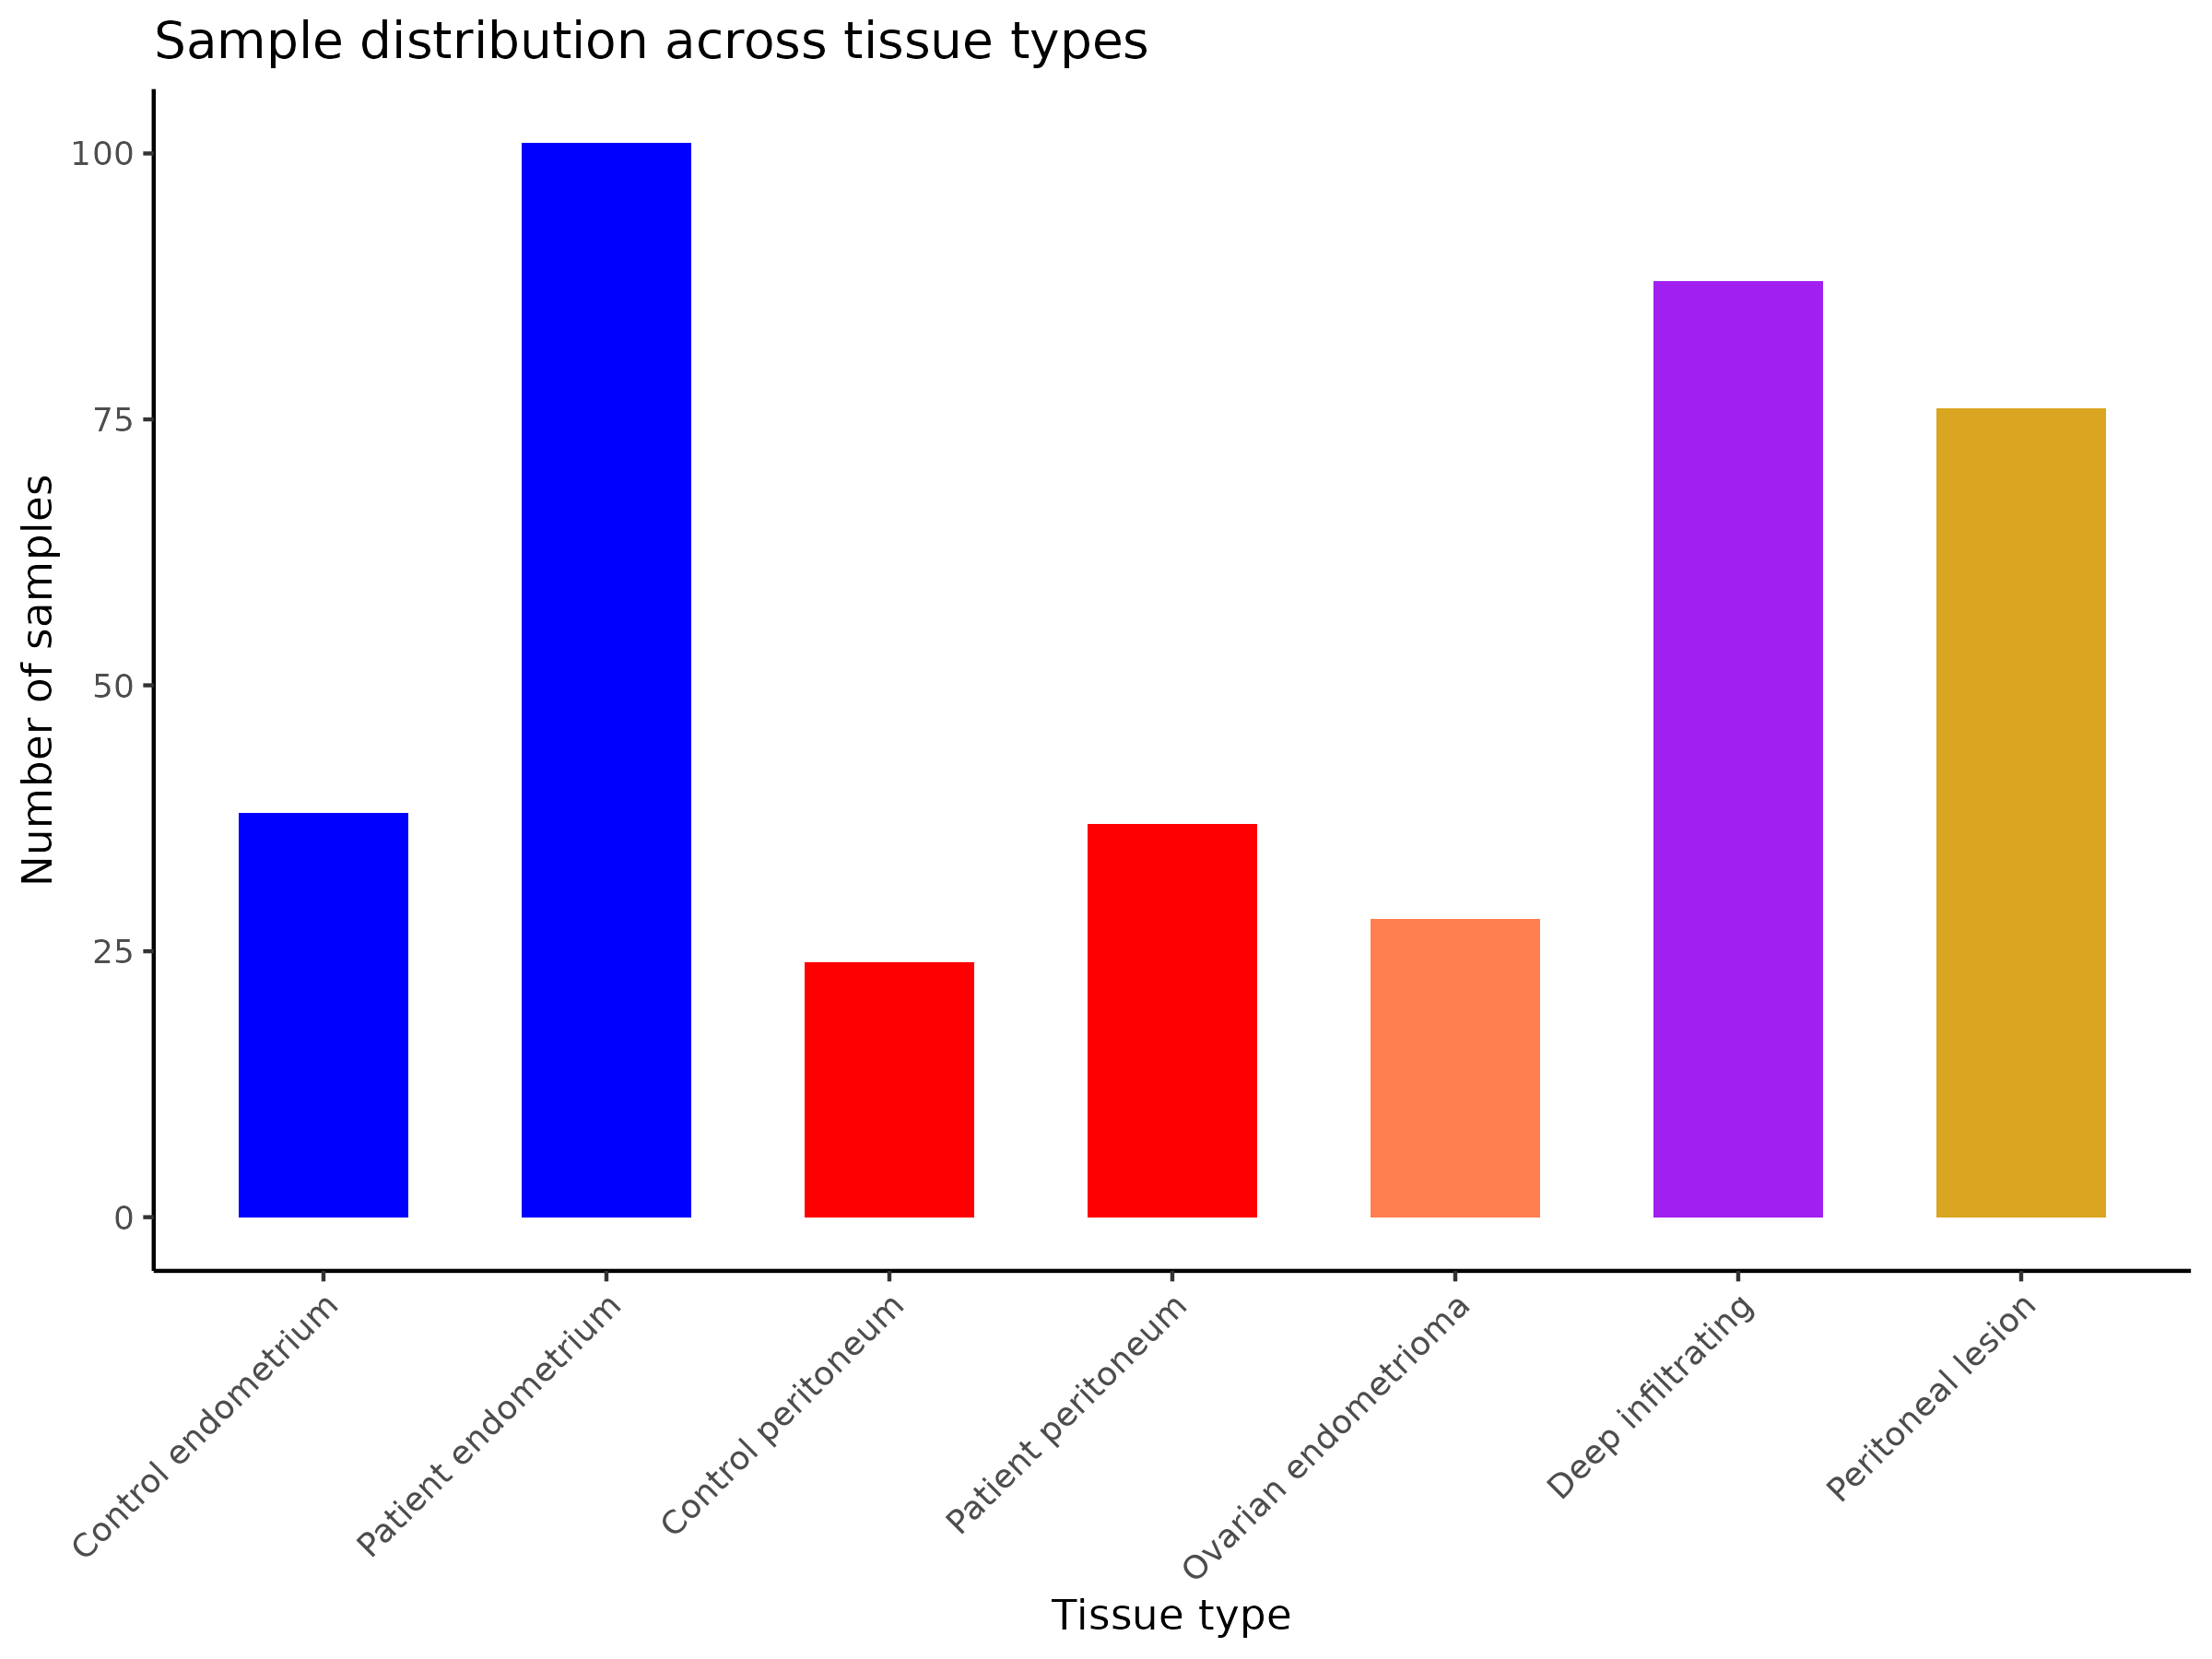 Sample distribution across tissue types
Number of samples
100
75
50
25
0
Control endometrium
Patient endometrium
Control peritoneum
Patient peritoneum
Ovarian endometrioma
Deep infiltrating
Peritoneal lesion
Tissue type